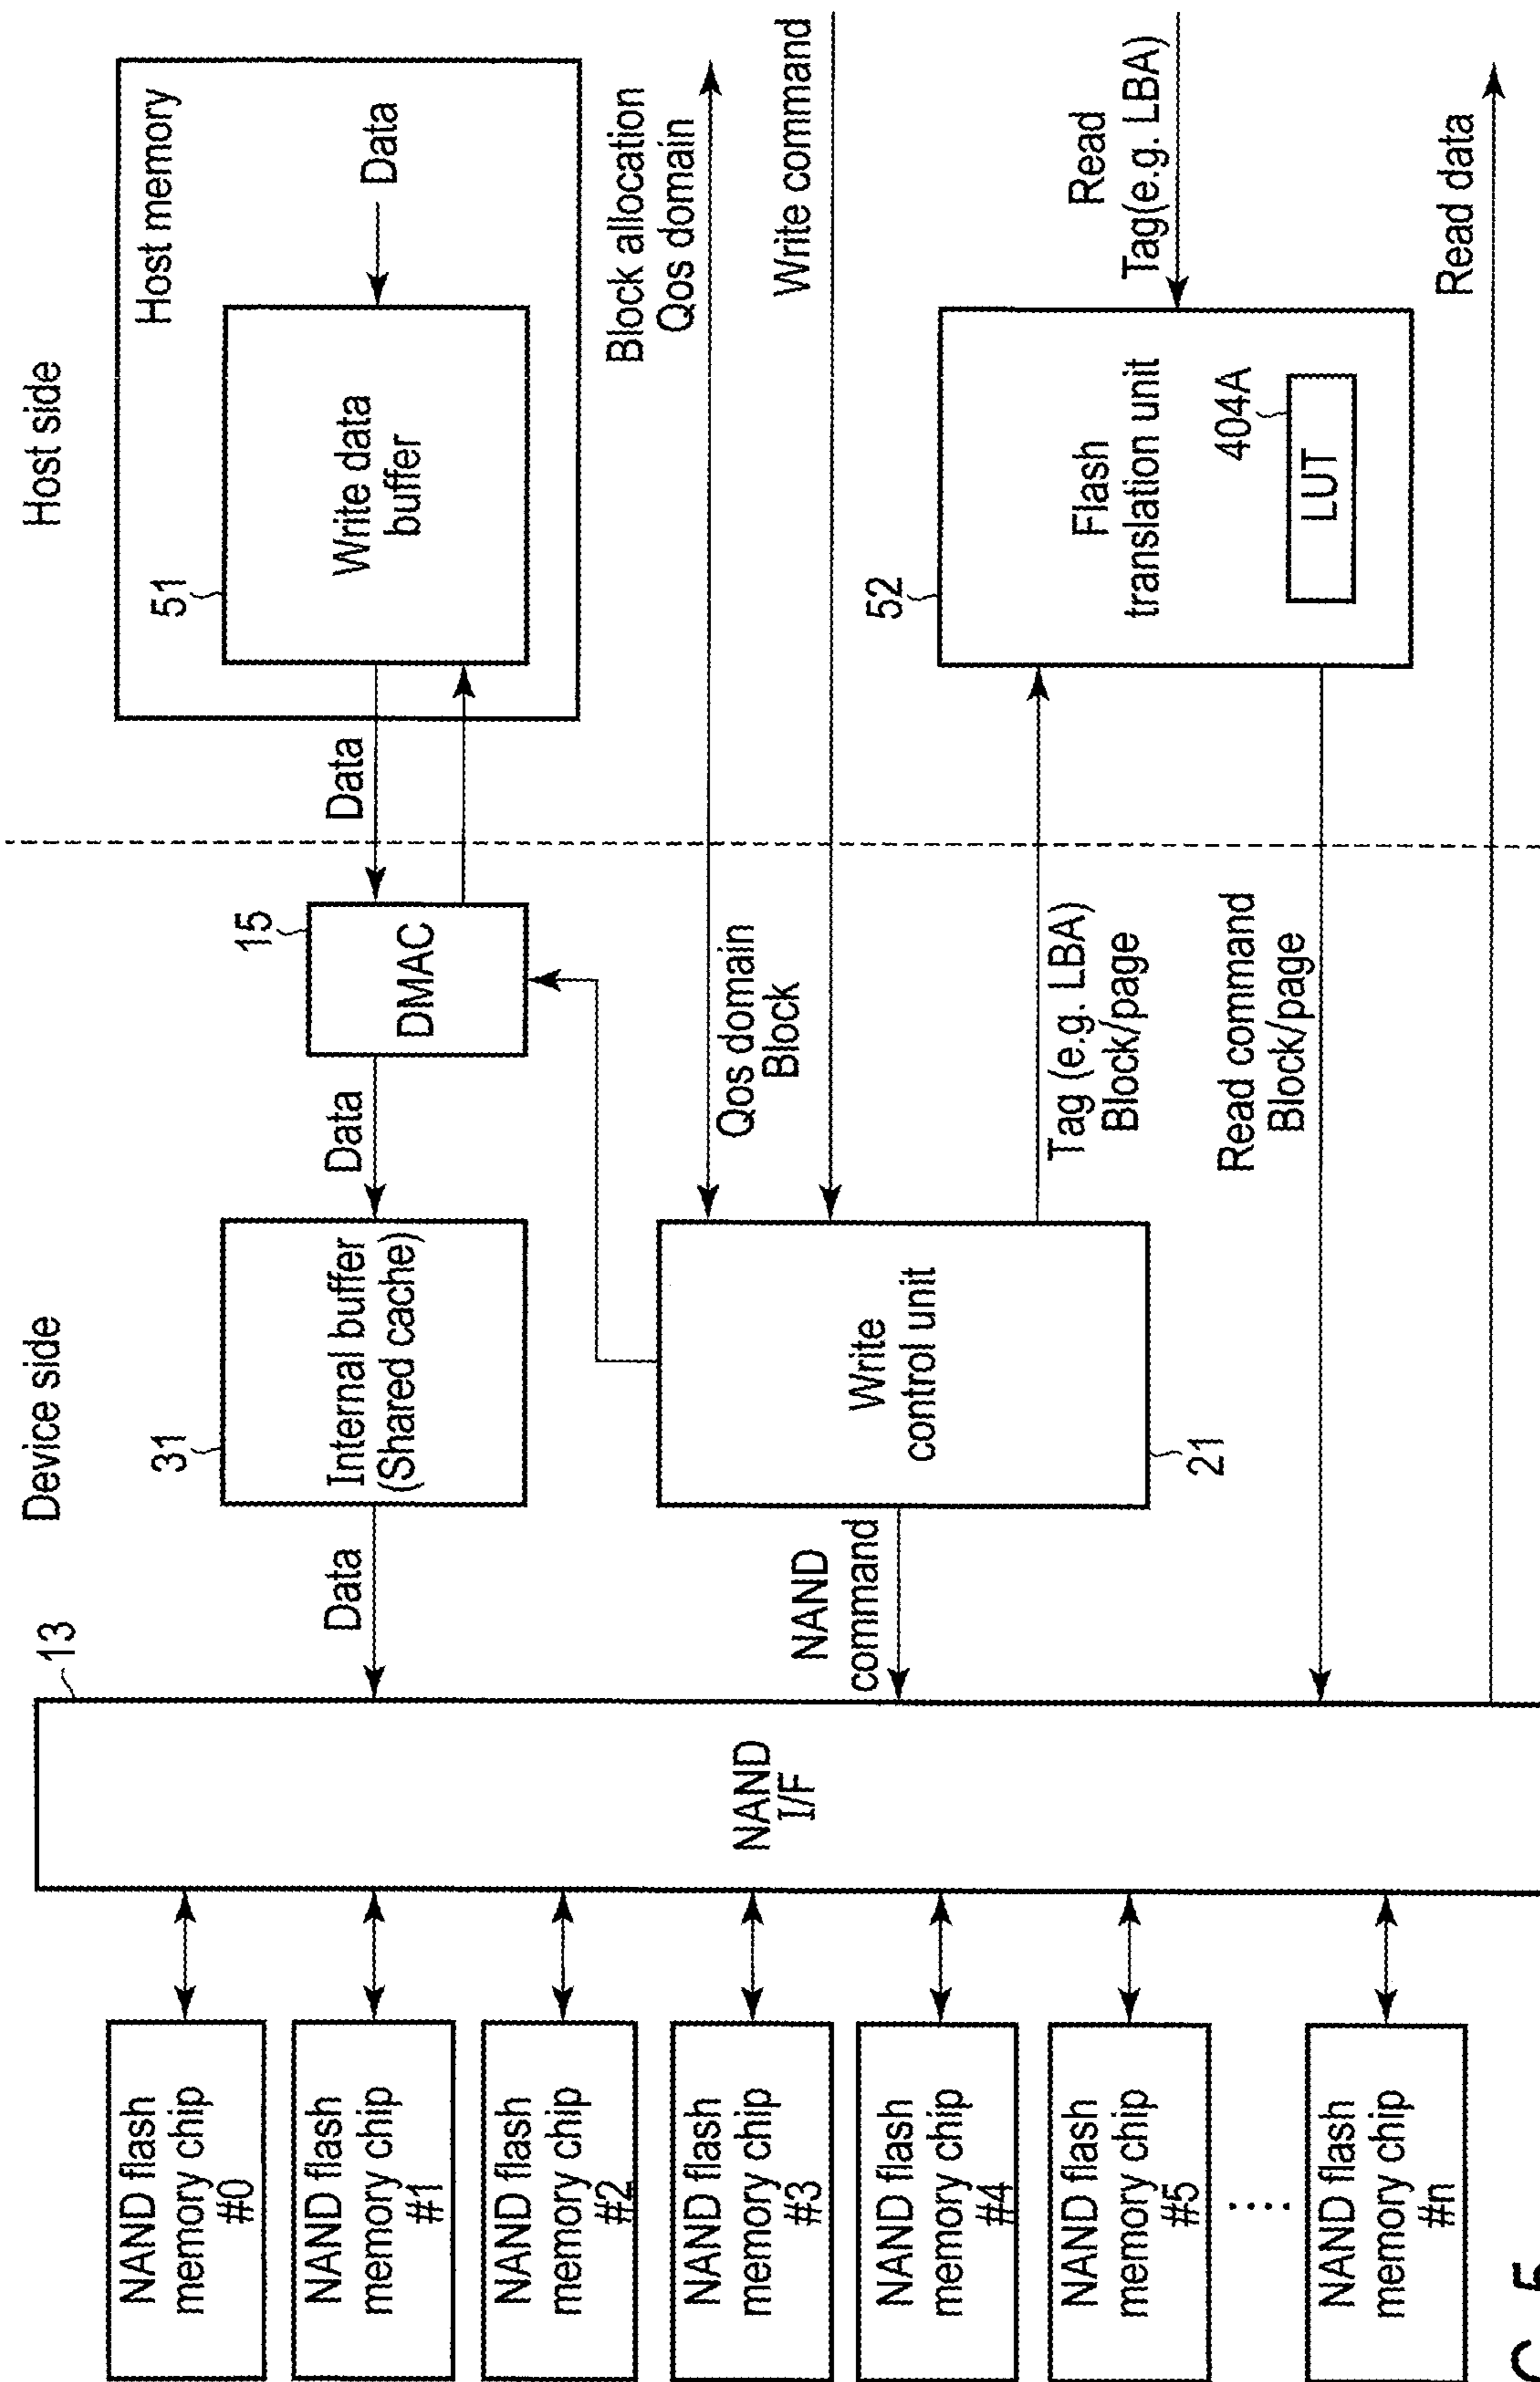 Device side
Host side
NAND flash
memory chip
#0
NAND flash
memory chip
#1
NAND flash
memory chip
#2
NAND flash
memory chip
#3
NAND flash
memory chip
#4
NAND flash
memory chip
#5
NAND flash
memory chip
#n
13
NAND
I/F
Data
NAND
command
31
Internal buffer
(Shared cache)
Write
control unit
21
Data
15
DMAC
Qos domain
Block
Tag (e.g. LBA)
Block/page
Read command
Block/page
Data
Host memory
51
Write data
buffer
Data
Block allocation
Qos domain
Write command
52
Flash
translation unit
404A
LUT
Read
Tag(e.g. LBA)
Read data